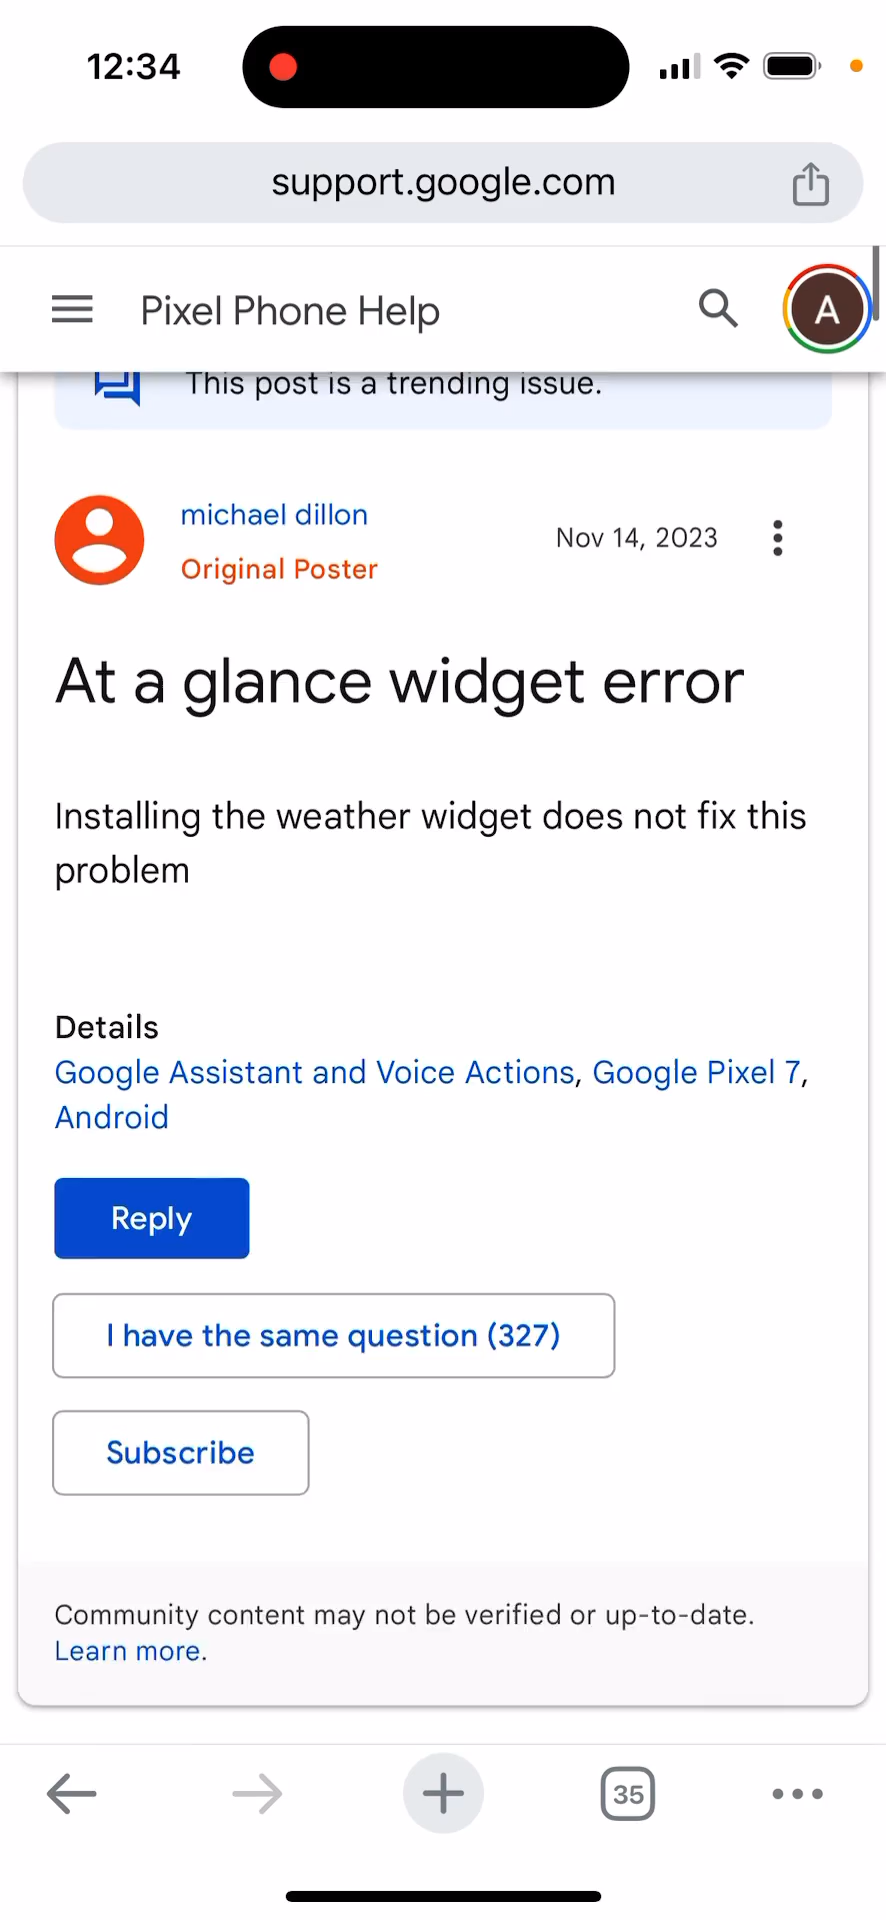 12:34
support.google.com
Pixel Phone Help
A
This post is a trending issue.
michael dillon
Nov 14, 2023
Original Poster
At a glance widget error
Installing the weather widget does not fix this
problem
Details
Google Assistant and Voice Actions, Google Pixel 7,
Android
Reply
I have the same question (327)
Subscribe
Community content may not be verified or up-to-date.
Learn more.
35